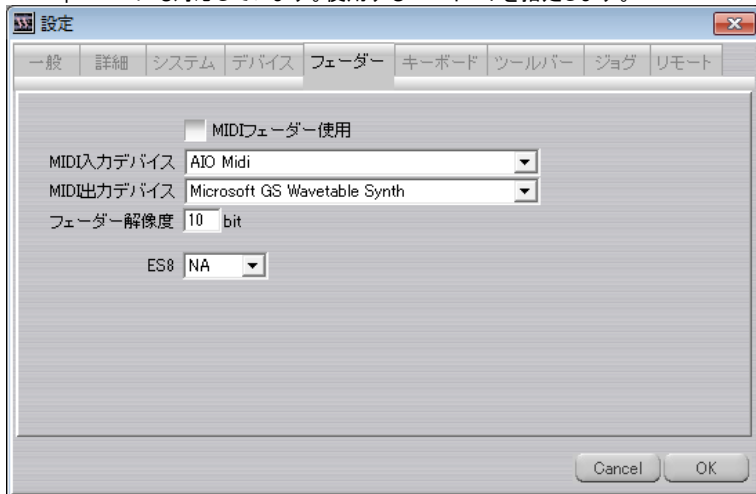 設定
一般 詳細 システム デバイス フェーダー キーボード ツールバー ジョグ リモート
MIDIフェーダー使用
MIDI入力デバイス AIO Midi
MIDI出力デバイス Microsoft GS Wavetable Synth
フェーダー解像度 10 bit
ES8 NA
Cancel OK